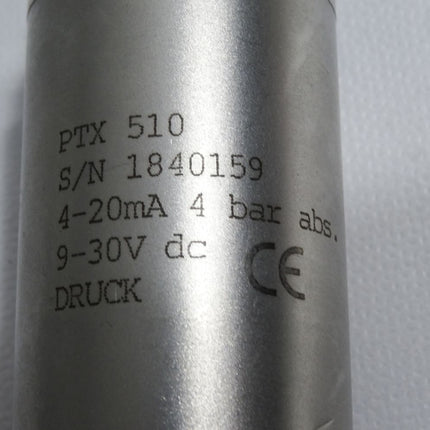 PTX 510
S/N 1840159
4-20mA 4 bar abs.
9-30V dc CE
DRUCK